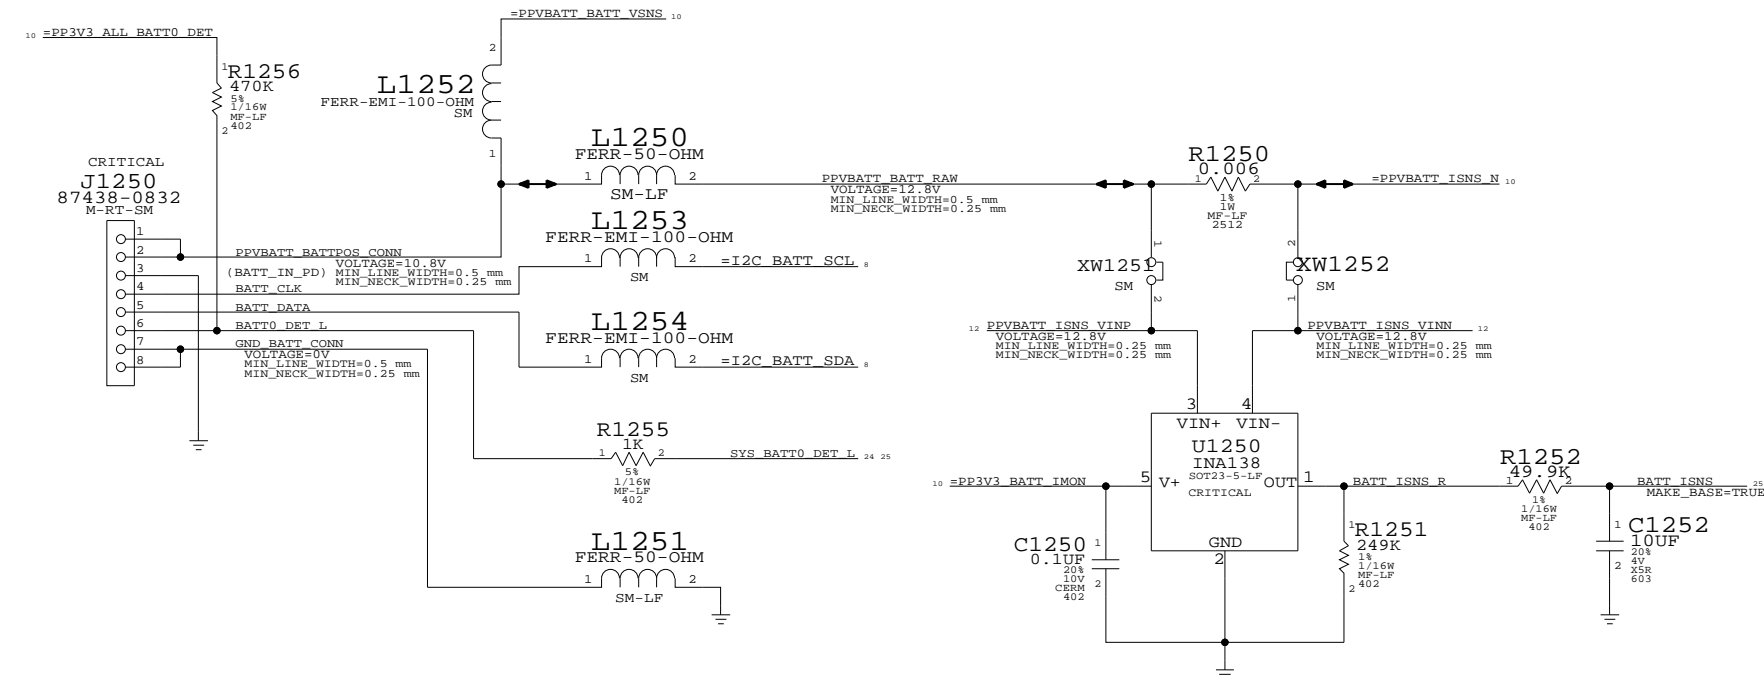 =PPVBATT_BATT_VSNS 10
10 =PP3V3_ALL_BATT0_DET
2
1
R1256
470K
5%
1/16W
MF-LF
402
2
L1252
FERR-EMI-100-OHM
SM
1
L1250
FERR-50-OHM
1 2
SM-LF
PPVBATT_BATT_RAW
VOLTAGE=12.8V
MIN_LINE_WIDTH=0.5 mm
MIN_NECK_WIDTH=0.25 mm
R1250
0.006
1 2
1%
1W
MF-LF
2512
=PPVBATT_ISNS_N 10
CRITICAL
J1250
87438-0832
M-RT-SM
1
2
3
4
5
6
7
8
PPVBATT_BATTPOS_CONN
VOLTAGE=10.8V
MIN_LINE_WIDTH=0.5 mm
MIN_NECK_WIDTH=0.25 mm
(BATT_IN_PD)
BATT_CLK
BATT_DATA
BATT0_DET_L
GND_BATT_CONN
VOLTAGE=0V
MIN_LINE_WIDTH=0.5 mm
MIN_NECK_WIDTH=0.25 mm
L1253
FERR-EMI-100-OHM
1 2
SM
=I2C_BATT_SCL 8
L1254
FERR-EMI-100-OHM
1 2
SM
=I2C_BATT_SDA 8
1
XW1251
SM
2
2
XW1252
SM
1
12 PPVBATT_ISNS_VINP
VOLTAGE=12.8V
MIN_LINE_WIDTH=0.25 mm
MIN_NECK_WIDTH=0.25 mm
PPVBATT_ISNS_VINN 12
VOLTAGE=12.8V
MIN_LINE_WIDTH=0.25 mm
MIN_NECK_WIDTH=0.25 mm
R1255
1K
1 2
5%
1/16W
MF-LF
402
SYS_BATT0_DET_L 24 25
L1251
FERR-50-OHM
1 2
SM-LF
3 4
VIN+ VIN-
U1250
INA138
SOT23-5-LF
CRITICAL
5 V+
OUT 1
GND
2
10 =PP3V3_BATT_IMON
C1250
0.1UF
20%
10V
CERM
402
1
2
BATT_ISNS_R
1
R1251
249K
1%
1/16W
MF-LF
402
2
R1252
49.9K
1 2
1%
1/16W
MF-LF
402
BATT_ISNS 25
MAKE_BASE=TRUE
1
C1252
10UF
20%
4V
X5R
603
2